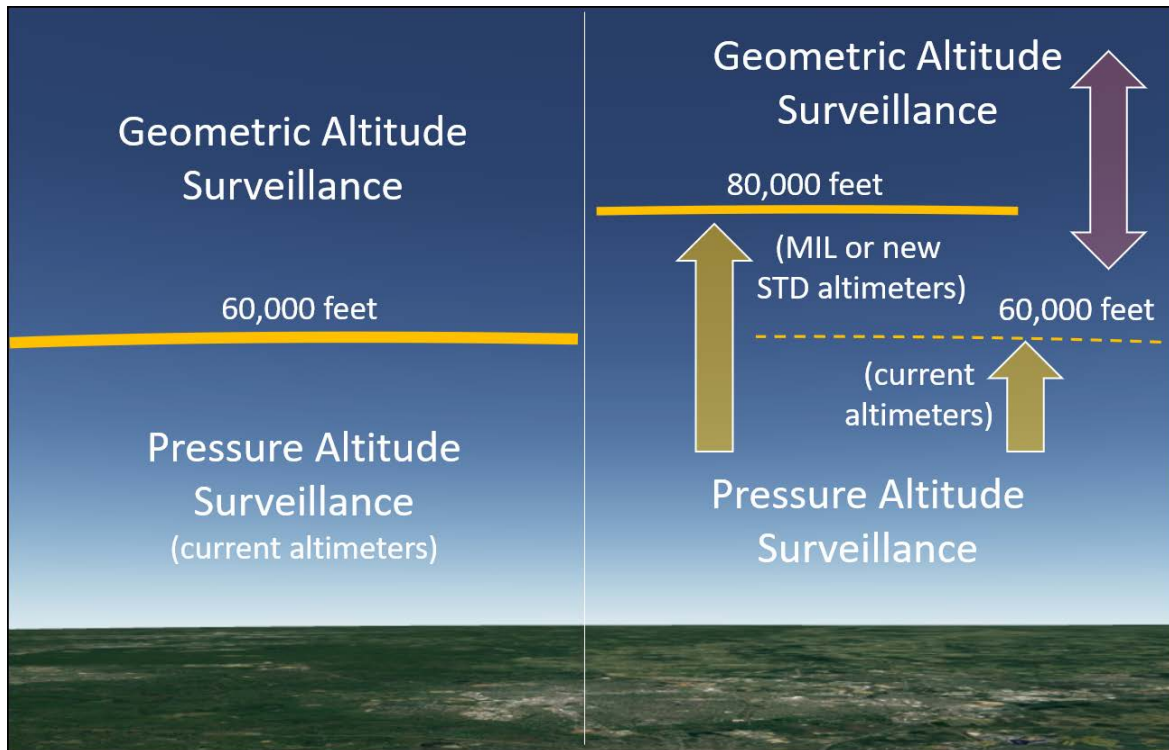 Geometric Altitude
Surveillance
60,000 feet
Pressure Altitude
Surveillance
(current altimeters)
Geometric Altitude
Surveillance
80,000 feet
(MIL or new
STD altimeters)
60,000 feet
(current
altimeters)
Pressure Altitude
Surveillance